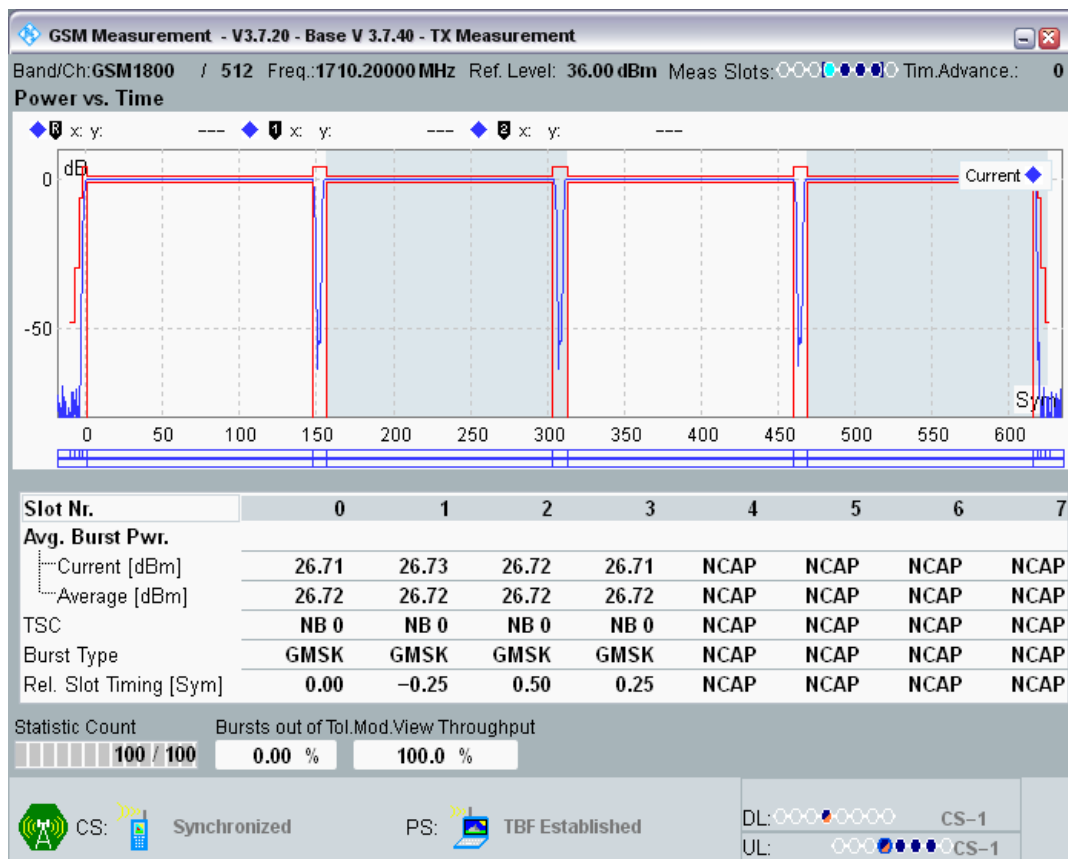 GSM Measurement - V3.7.20 - Base V 3.7.40 - TX Measurement
Band/Ch:GSM1800 / 512 Freq.:1710.20000 MHz Ref. Level: 36.00 dBm Meas Slots: Tim.Advance.: 0
Power vs. Time
R x: y: --- 1 x: y: --- 2 x: y: ---
dB
Current
0
-50
Sym
0 50 100 150 200 250 300 350 400 450 500 550 600
Slot Nr. 0 1 2 3 4 5 6 7
Avg. Burst Pwr.
Current [dBm] 26.71 26.73 26.72 26.71 NCAP NCAP NCAP NCAP
Average [dBm] 26.72 26.72 26.72 26.72 NCAP NCAP NCAP NCAP
TSC NB 0 NB 0 NB 0 NB 0 NCAP NCAP NCAP NCAP
Burst Type GMSK GMSK GMSK GMSK NCAP NCAP NCAP NCAP
Rel. Slot Timing [Sym] 0.00 −0.25 0.50 0.25 NCAP NCAP NCAP NCAP
Statistic Count Bursts out of Tol.Mod.View Throughput
100 / 100 0.00 % 100.0 %
CS: Synchronized PS: TBF Established
DL: CS−1
UL: CS−1